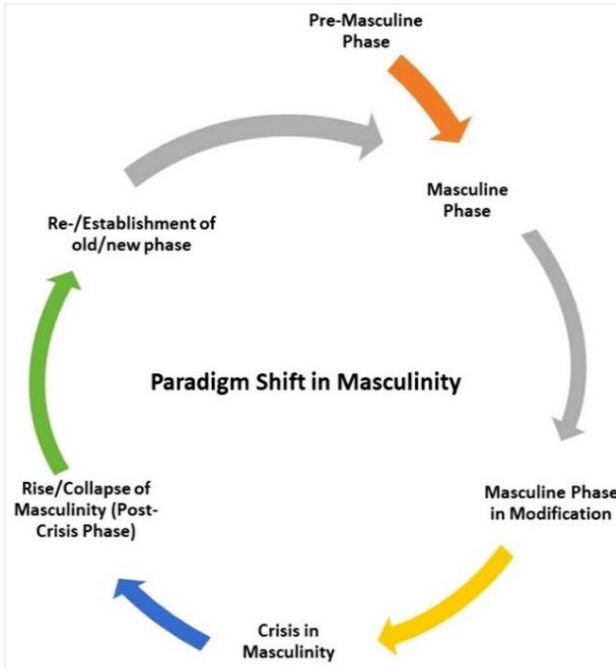 Pre-Masculine
Phase
Masculine
Phase
Re-/Establishment of
old/new phase
Paradigm Shift in Masculinity
Rise/Collapse of
Masculinity (Post-
Crisis Phase)
Masculine Phase
in Modification
Crisis in
Masculinity